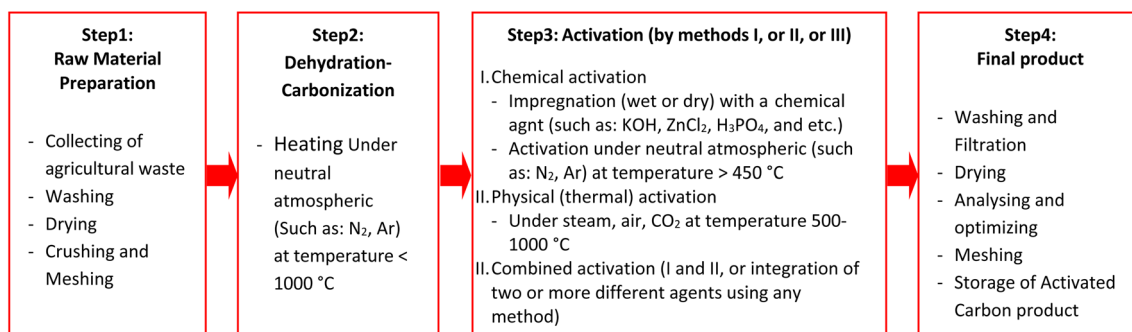 Step1:
Raw Material
Preparation
- Collecting of
agricultural waste
- Washing
- Drying
- Crushing and
Meshing
Step2:
Dehydration-
Carbonization
- Heating Under
neutral
atmospheric
(Such as: N₂, Ar)
at temperature <
1000 °C
Step3: Activation (by methods I, or II, or III)
I. Chemical activation
- Impregnation (wet or dry) with a chemical
agnt (such as: KOH, ZnCl₂, H₃PO₄, and etc.)
- Activation under neutral atmospheric (such
as: N₂, Ar) at temperature > 450 °C
II. Physical (thermal) activation
- Under steam, air, CO₂ at temperature 500-
1000 °C
II. Combined activation (I and II, or integration of
two or more different agents using any
method)
Step4:
Final product
- Washing and
Filtration
- Drying
- Analysing and
optimizing
- Meshing
- Storage of Activated
Carbon product